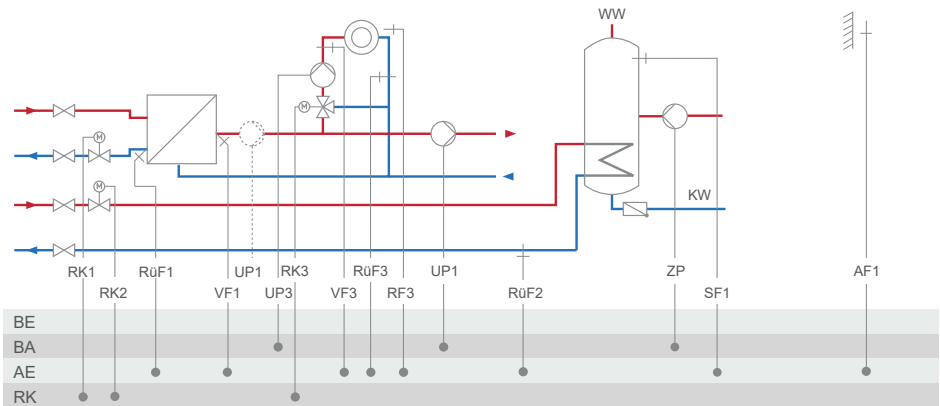 WW
M
M
M
KW
RK1 RüF1 UP1 RK3 RüF3 UP1 ZP AF1
RK2 VF1 UP3 VF3 RF3 RüF2 SF1
BE
BA
AE
RK